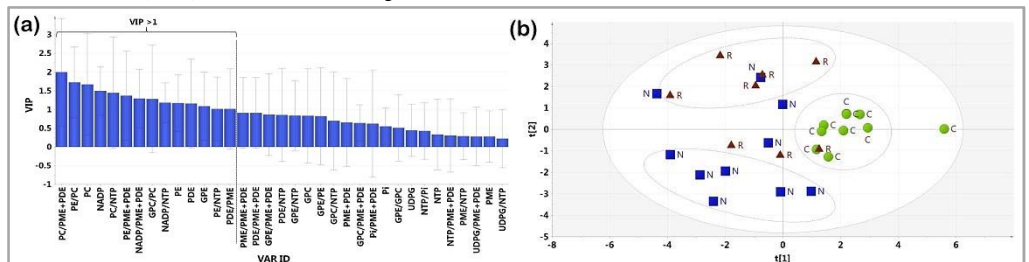 (a)
VIP >1
VIP
3
2.5
2
1.5
1
0.5
0
-0.5
-1
PC/PME+PDE
PE/PC
PC
NADP
PC/NTP
PE/PME+PDE
NADP/PME+PDE
GPC/PC
NADP/NTP
PE
PDE
GPE
PE/NTP
PDE/PME
PME/PME+PDE
PDE/PME+PDE
GPE/PME+PDE
PDE/NTP
GPE/NTP
GPC
GPE/PE
GPC/NTP
PME+PDE
GPC/PME+PDE
Pi/PME+PDE
Pi
GPE/GPC
UDPG
NTP/Pi
NTP
NTP/PME+PDE
PME/NTP
UDPG/PME+PDE
PME
UDPG/NTP
VAR ID
(b)
t[2]
4
3
2
1
0
-1
-2
-3
-4
-5
R
R
N
R
R
N
R
N
C
C
C
C
C
C
C
N
R
C
R
C
N
R
N
N
N
N
N
-8
-6
-4
-2
0
2
4
6
8
t[1]